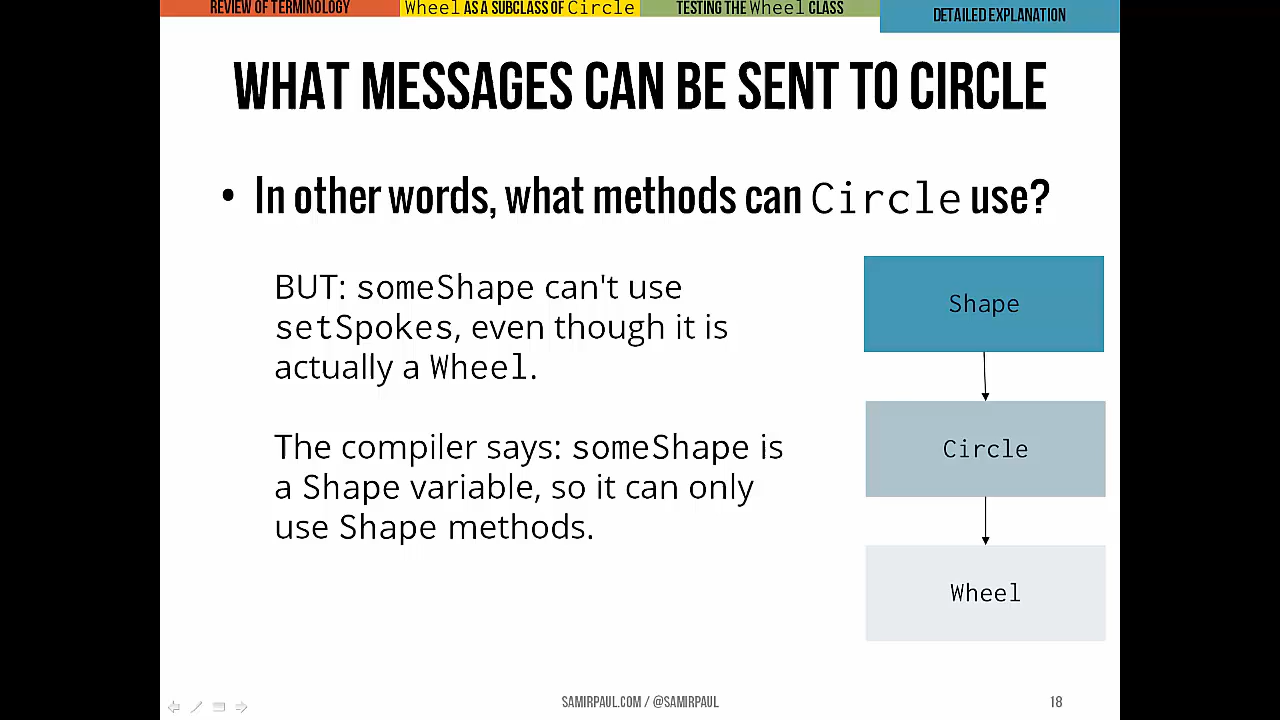 REVIEW OF TERMINOLOGY
Wheel AS A SUBCLASS OF Circle
TESTING THE Wheel CLASS
DETAILED EXPLANATION
WHAT MESSAGES CAN BE SENT TO CIRCLE
• In other words, what methods can Circle use?
BUT: someShape can't use
setSpokes, even though it is
actually a Wheel.
The compiler says: someShape is
a Shape variable, so it can only
use Shape methods.
Shape
Circle
Wheel
SAMIRPAUL.COM / @SAMIRPAUL
18